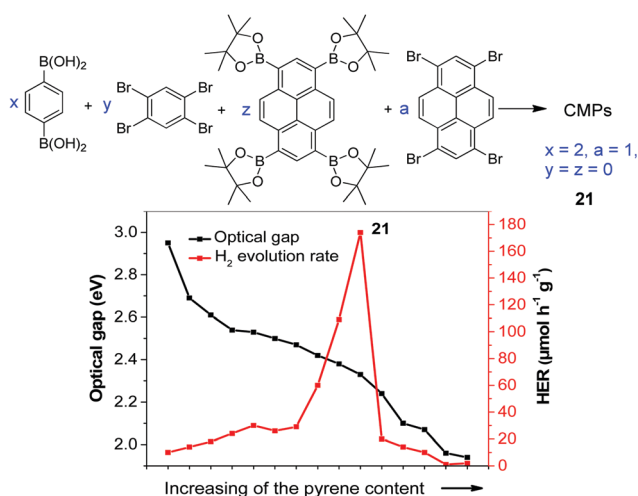 B(OH)2
x
B(OH)2
+
y
Br
Br
Br
Br
+
z
O
O
B
O
O
B
B
O
O
B
O
O
+
a
Br
Br
Br
Br
CMPs
x = 2, a = 1,
y = z = 0
21
Optical gap
H2 evolution rate
21
Optical gap (eV)
3.0
2.8
2.6
2.4
2.2
2.0
HER (μmol h-1 g-1)
180
160
140
120
100
80
60
40
20
0
Increasing of the pyrene content